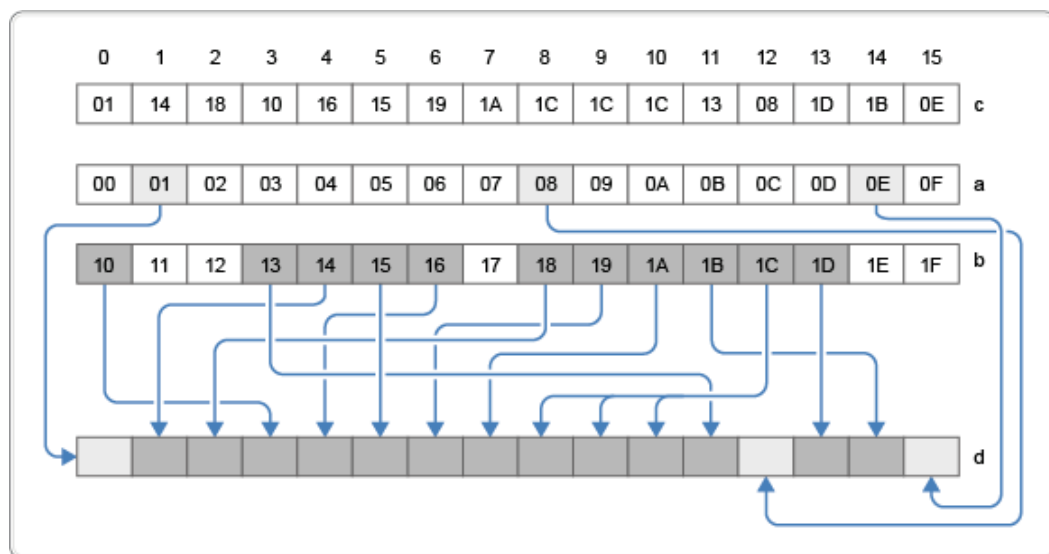 0 1 2 3 4 5 6 7 8 9 10 11 12 13 14 15
01 14 18 10 16 15 19 1A 1C 1C 1C 13 08 1D 1B 0E c
00 01 02 03 04 05 06 07 08 09 0A 0B 0C 0D 0E 0F a
10 11 12 13 14 15 16 17 18 19 1A 1B 1C 1D 1E 1F b
d